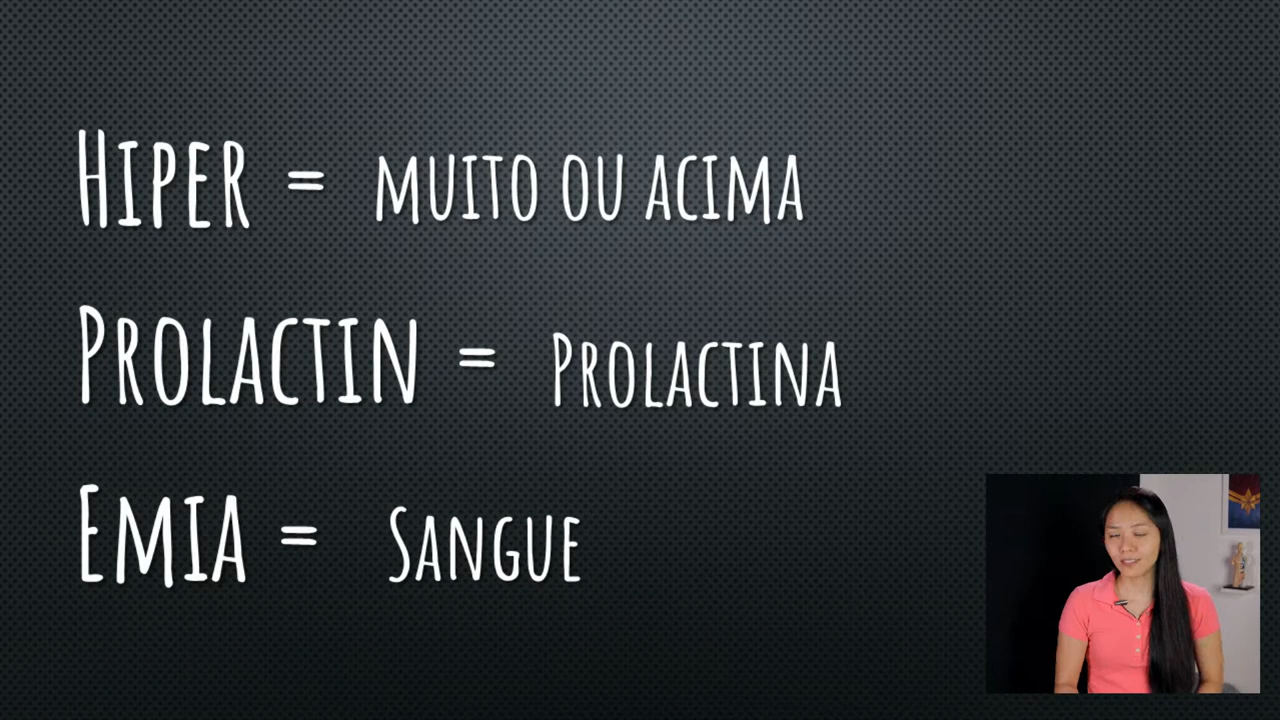 Hiper = muito ou acima
Prolactin = Prolactina
Emia = Sangue